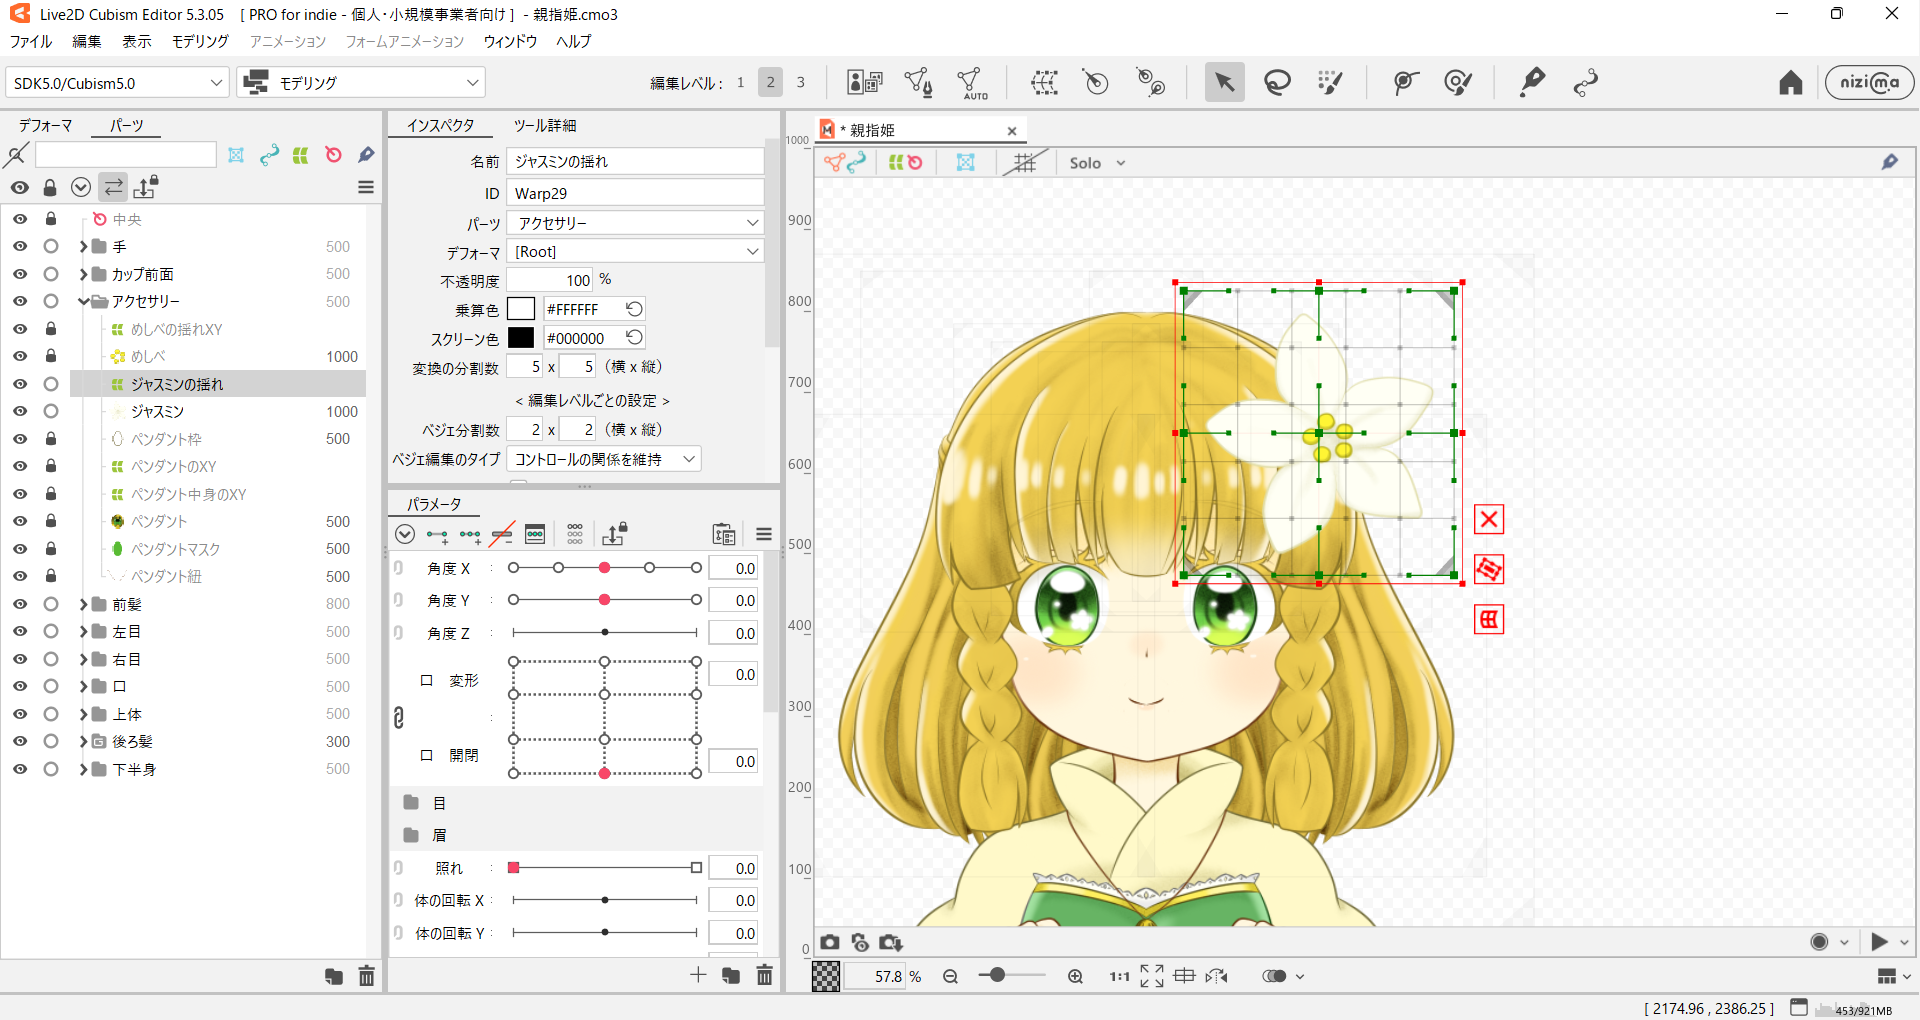 Live2D Cubism Editor 5.3.05 [ PRO for indie - 個人・小規模事業者向け ] - 親指姫.cmo3
ファイル 編集 表示 モデリング アニメーション フォームアニメーション ウィンドウ ヘルプ
SDK5.0/Cubism5.0 モデリング 編集レベル : 1 2 3 AUTO nizima
デフォーマ パーツ
中央
手 500
カップ前面 500
アクセサリー 500
めしべの揺れXY
めしべ 1000
ジャスミンの揺れ
ジャスミン 1000
ペンダント枠 500
ペンダントのXY
ペンダント中身のXY
ペンダント 500
ペンダントマスク 500
ペンダント紐 500
前髪 800
左目 500
右目 500
口 500
上体 500
後ろ髪 300
下半身 500
インスペクタ ツール詳細
名前 ジャスミンの揺れ
ID Warp29
パーツ アクセサリー
デフォーマ [Root]
不透明度 100 %
乗算色 #FFFFFF
スクリーン色 #000000
変換の分割数 5 x 5 (横 x 縦)
< 編集レベルごとの設定 >
ベジェ分割数 2 x 2 (横 x 縦)
ベジェ編集のタイプ コントロールの関係を維持
パラメータ
角度 X : 0.0
角度 Y : 0.0
角度 Z : 0.0
口 変形 0.0
:
口 開閉 0.0
目
眉
照れ : 0.0
体の回転 X : 0.0
体の回転 Y : 0.0
* 親指姫
Solo
1000
900
800
700
600
500
400
300
200
100
0
57.8 % 1:1
[ 2174.96 , 2386.25 ] 453/921MB